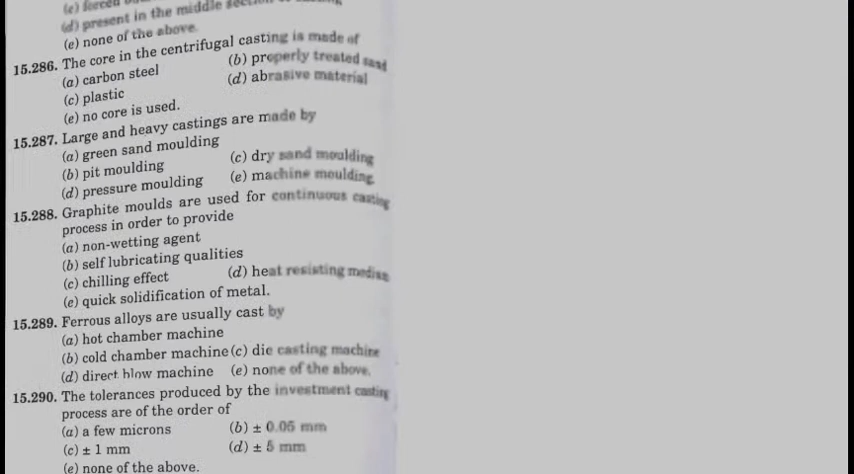 (d) present in the middle
(e) none of the above.
15.286. The core in the centrifugal casting is made of
(a) carbon steel (b) properly treated sand
(c) plastic (d) abrasive material
(e) no core is used.
15.287. Large and heavy castings are made by
(a) green sand moulding
(b) pit moulding (c) dry sand moulding
(d) pressure moulding (e) machine moulding.
15.288. Graphite moulds are used for continuous casting
process in order to provide
(a) non-wetting agent
(b) self lubricating qualities
(c) chilling effect (d) heat resisting
(e) quick solidification of metal.
15.289. Ferrous alloys are usually cast by
(a) hot chamber machine
(b) cold chamber machine (c) die casting machine
(d) direct blow machine (e) none of the above.
15.290. The tolerances produced by the investment casting
process are of the order of
(a) a few microns (b) ± 0.05 mm
(c) ± 1 mm (d) ± 5 mm
(e) none of the above.